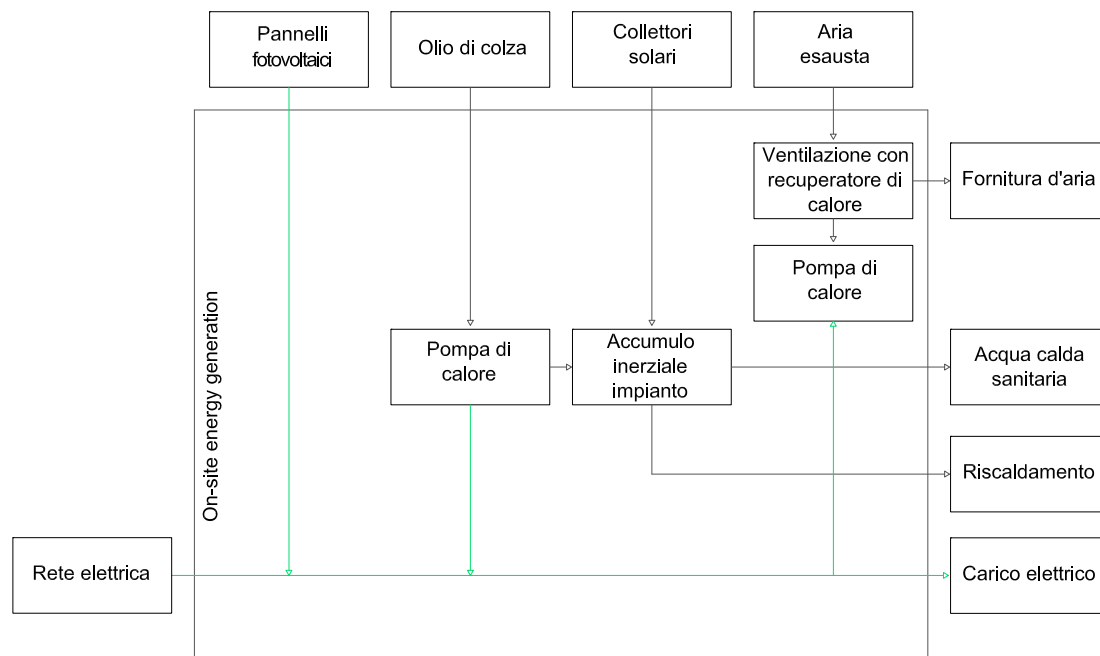 Pannelli
fotovoltaici
Olio di colza
Collettori
solari
Aria
esausta
Ventilazione con
recuperatore di
calore
Fornitura d'aria
Pompa di
calore
On-site energy generation
Pompa di
calore
Accumulo
inerziale
impianto
Acqua calda
sanitaria
Riscaldamento
Rete elettrica
Carico elettrico